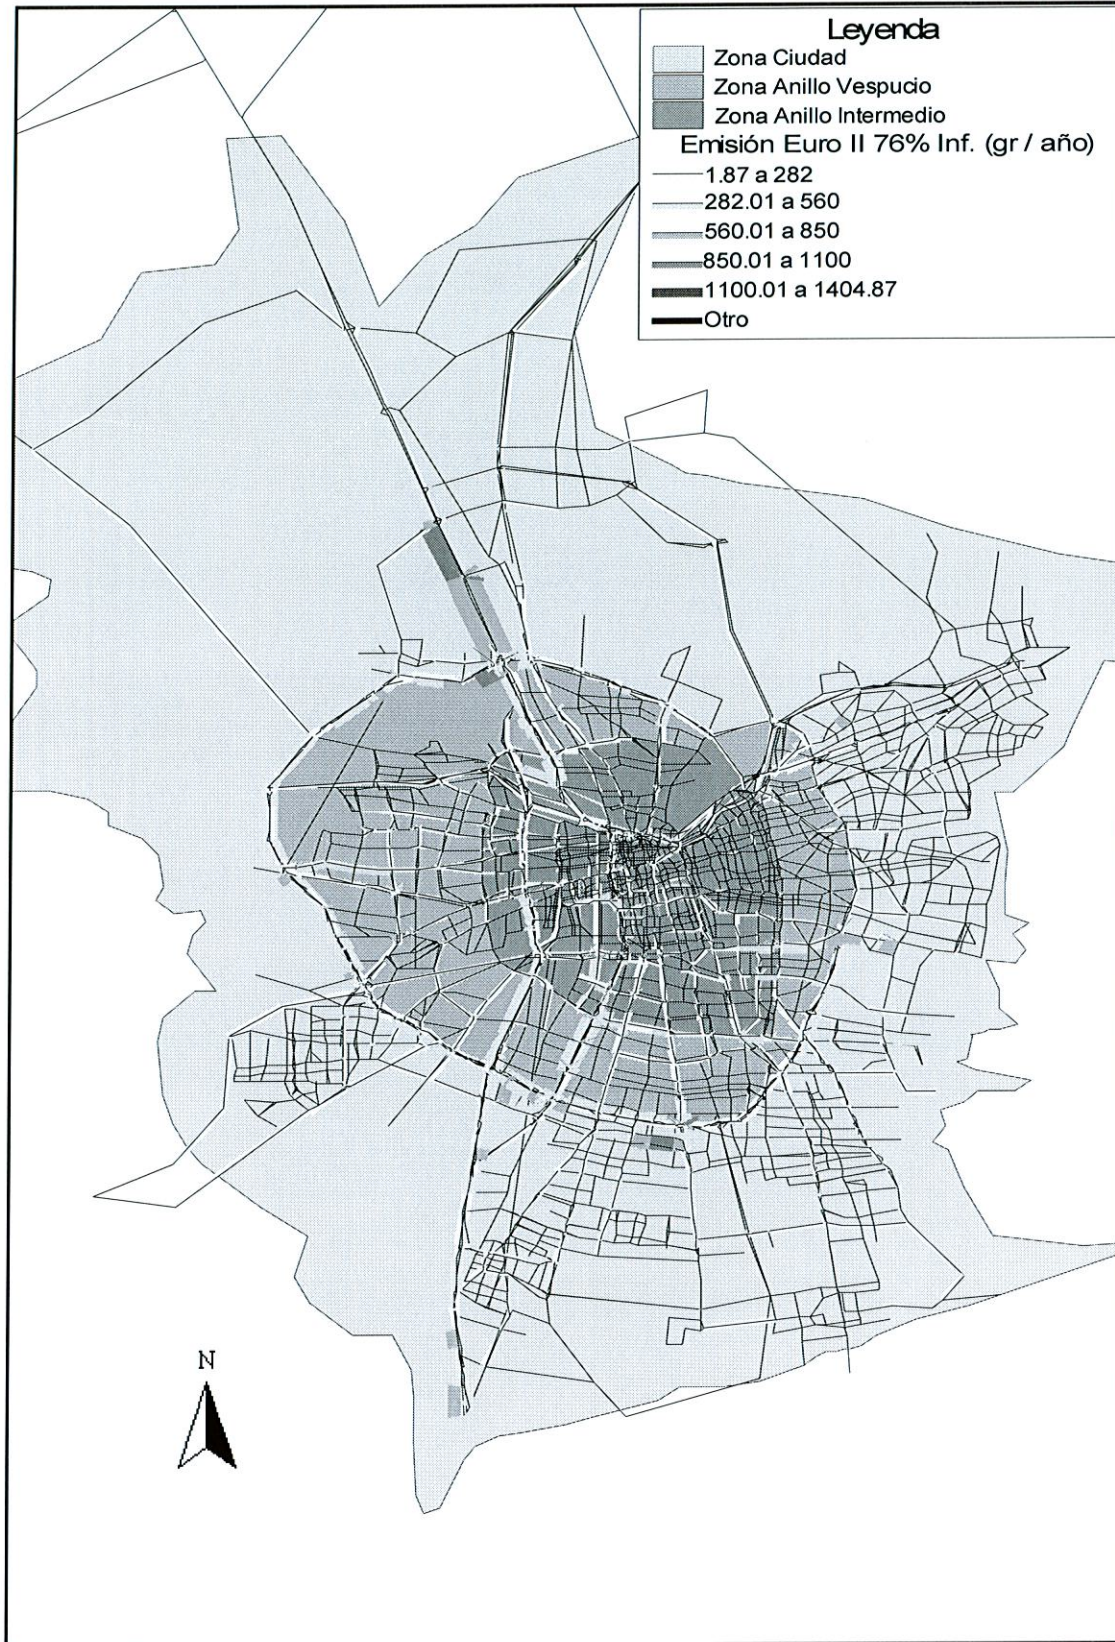 Leyenda
Zona Ciudad
Zona Anillo Vespucio
Zona Anillo Intermedio
Emisión Euro II 76% Inf. (gr / año)
1.87 a 282
282.01 a 560
560.01 a 850
850.01 a 1100
1100.01 a 1404.87
Otro
N